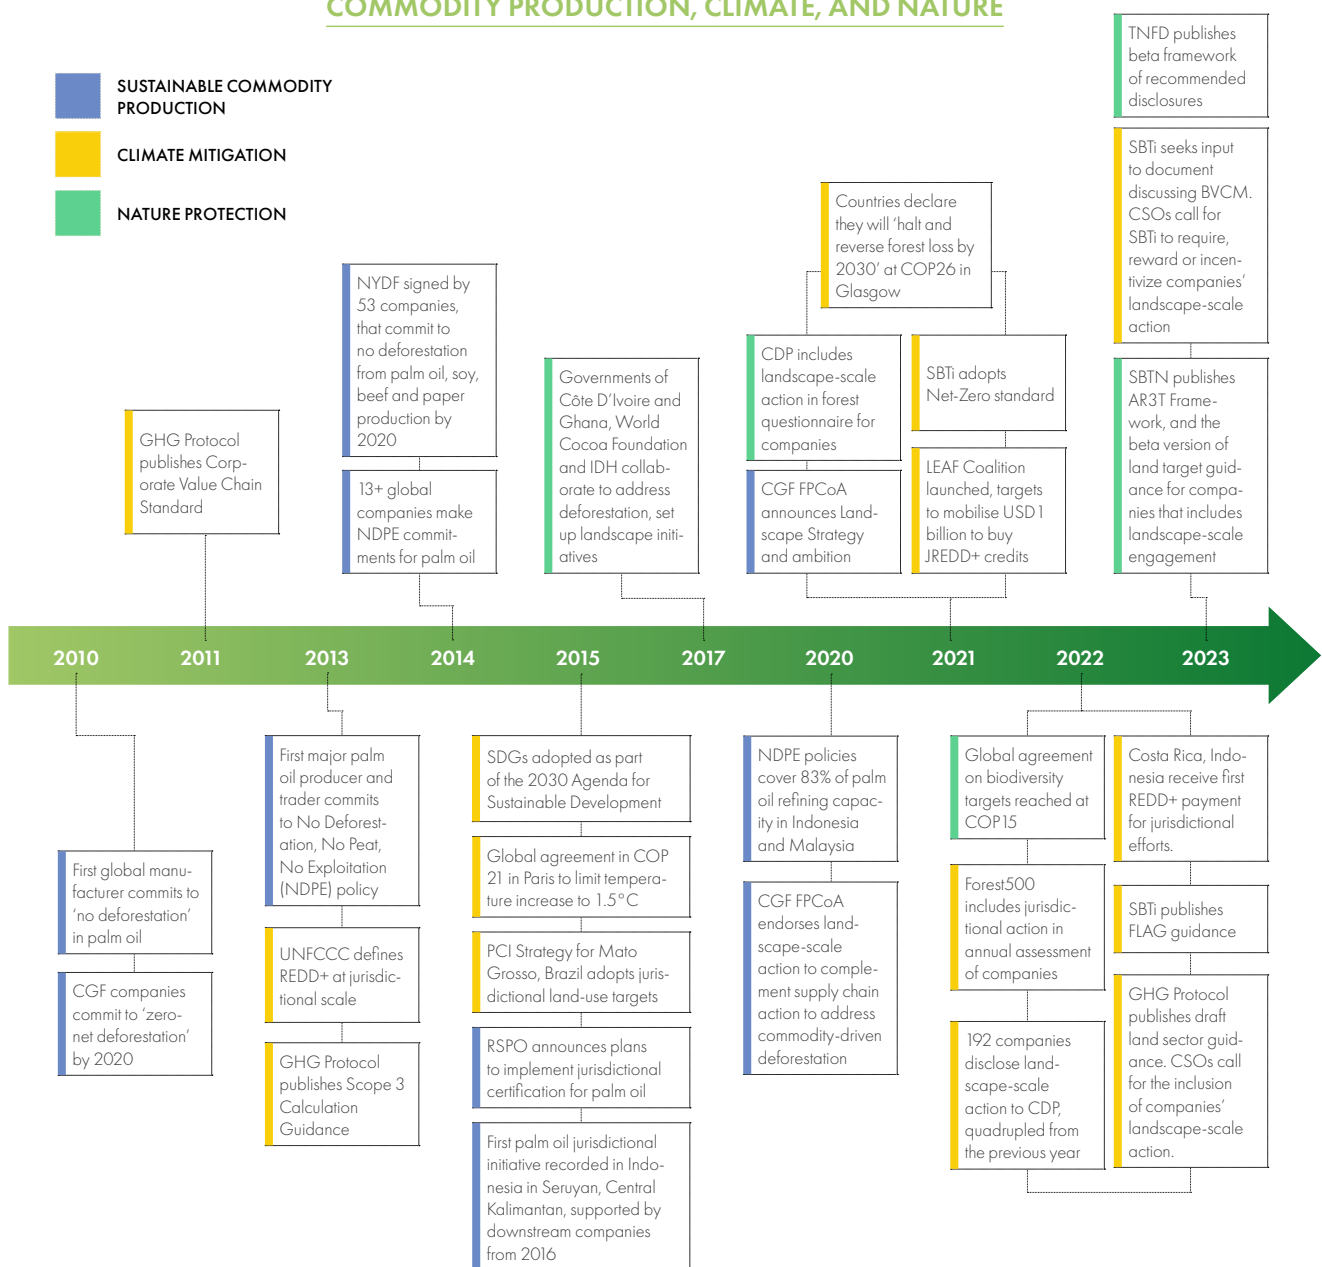 COMMODITY PRODUCTION, CLIMATE, AND NATURE
SUSTAINABLE COMMODITY
PRODUCTION
CLIMATE MITIGATION
NATURE PROTECTION
GHG Protocol
publishes Corp-
orate Value Chain
Standard
NYDF signed by
53 companies,
that commit to
no deforestation
from palm oil, soy,
beef and paper
production by
2020
13+ global
companies make
NDPE commit-
ments for palm oil
Governments of
Côte D'Ivoire and
Ghana, World
Cocoa Foundation
and IDH collab-
orate to address
deforestation, set
up landscape initi-
atives
Countries declare
they will 'halt and
reverse forest loss by
2030' at COP26 in
Glasgow
CDP includes
landscape-scale
action in forest
questionnaire for
companies
CGF FPCoA
announces Land-
scape Strategy
and ambition
SBTi adopts
Net-Zero standard
LEAF Coalition
launched, targets
to mobilise USD1
billion to buy
JREDD+ credits
TNFD publishes
beta framework
of recommended
disclosures
SBTi seeks input
to document
discussing BVCM.
CSOs call for
SBTi to require,
reward or incen-
tivize companies'
landscape-scale
action
SBTN publishes
AR3T Frame-
work, and the
beta version of
land target guid-
ance for compa-
nies that includes
landscape-scale
engagement
2010 2011 2013 2014 2015 2017 2020 2021 2022 2023
First global manu-
facturer commits to
'no deforestation'
in palm oil
CGF companies
commit to 'zero-
net deforestation'
by 2020
First major palm
oil producer and
trader commits
to No Deforest-
ation, No Peat,
No Exploitation
(NDPE) policy
UNFCCC defines
REDD+ at jurisdic-
tional scale
GHG Protocol
publishes Scope 3
Calculation
Guidance
SDGs adopted as part
of the 2030 Agenda for
Sustainable Development
Global agreement in COP
21 in Paris to limit tempera-
ture increase to 1.5°C
PCI Strategy for Mato
Grosso, Brazil adopts juris-
dictional land-use targets
RSPO announces plans
to implement jurisdictional
certification for palm oil
First palm oil jurisdictional
initiative recorded in Indo-
nesia in Seruyan, Central
Kalimantan, supported by
downstream companies
from 2016
NDPE policies
cover 83% of palm
oil refining capac-
ity in Indonesia
and Malaysia
CGF FPCoA
endorses land-
scape-scale
action to comple-
ment supply chain
action to address
commodity-driven
deforestation
Global agreement
on biodiversity
targets reached at
COP15
Forest500
includes jurisdic-
tional action in
annual assessment
of companies
192 companies
disclose land-
scape-scale
action to CDP,
quadrupled from
the previous year
Costa Rica, Indo-
nesia receive first
REDD+ payment
for jurisdictional
efforts.
SBTi publishes
FLAG guidance
GHG Protocol
publishes draft
land sector guid-
ance. CSOs call
for the inclusion
of companies'
landscape-scale
action.